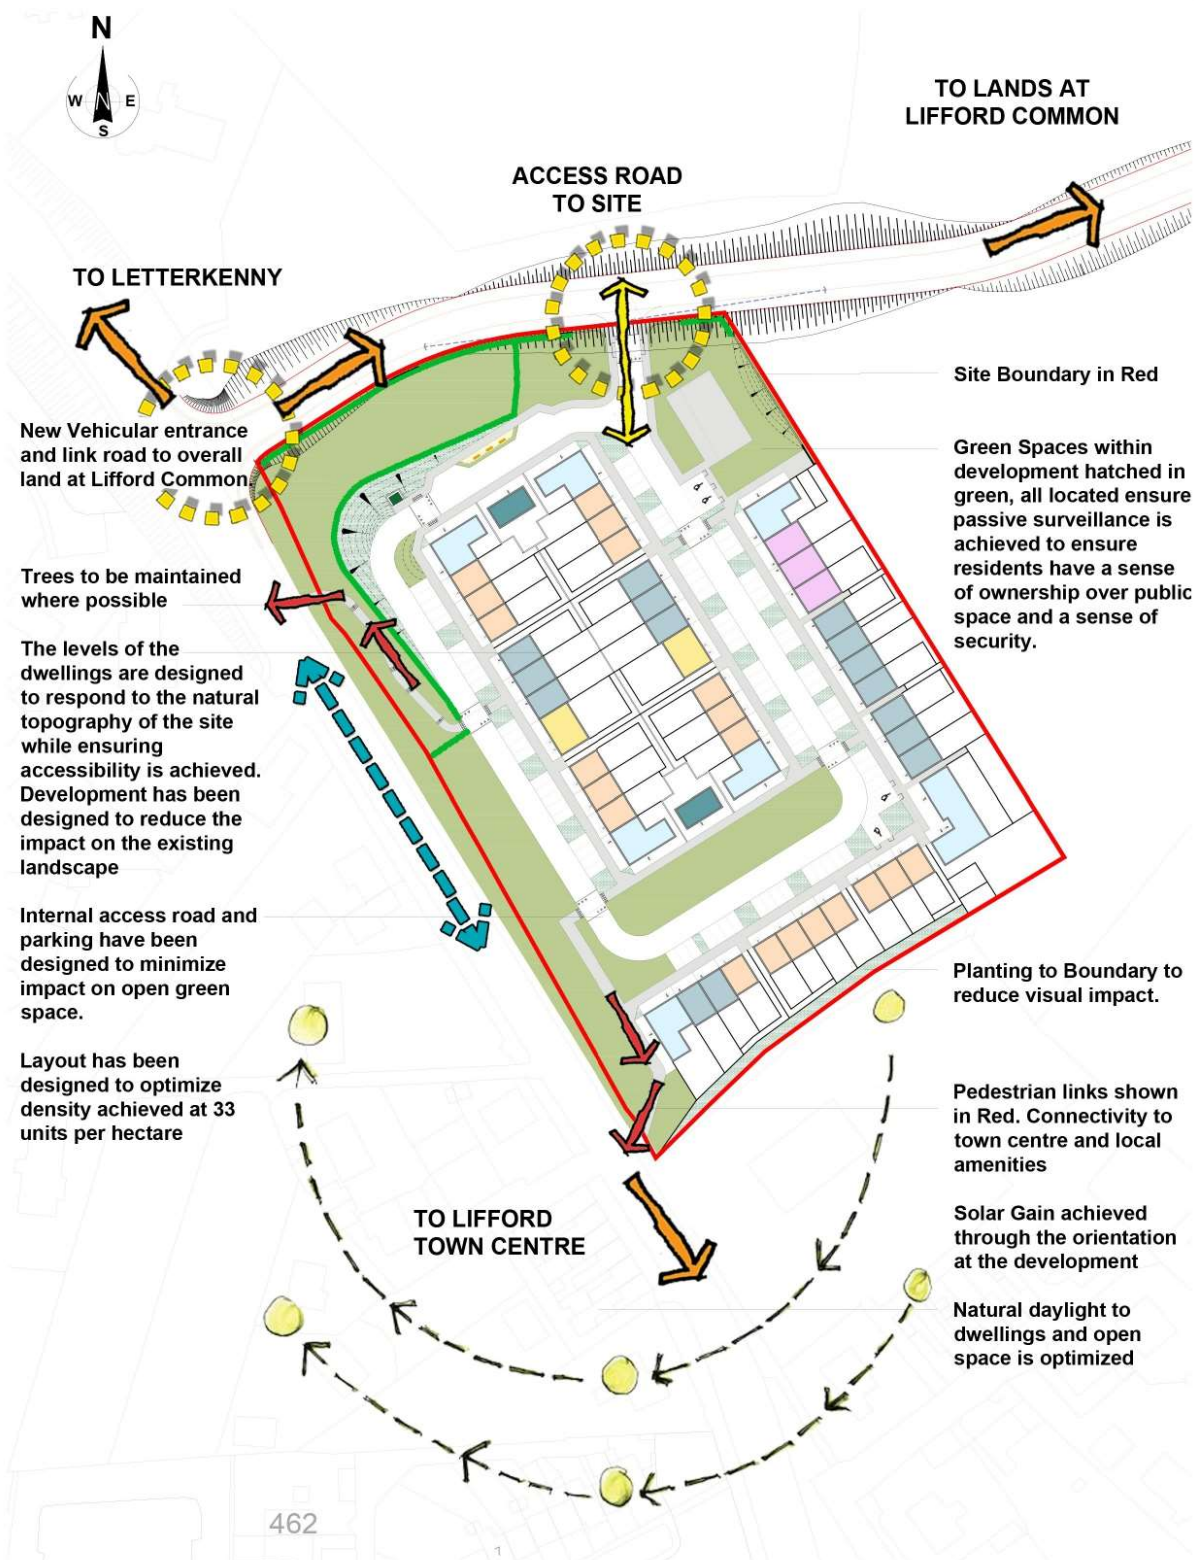 N
W N E
S
TO LANDS AT
LIFFORD COMMON
ACCESS ROAD
TO SITE
TO LETTERKENNY
New Vehicular entrance
and link road to overall
land at Lifford Common
Trees to be maintained
where possible
The levels of the
dwellings are designed
to respond to the natural
topography of the site
while ensuring
accessibility is achieved.
Development has been
designed to reduce the
impact on the existing
landscape
Internal access road and
parking have been
designed to minimize
impact on open green
space.
Layout has been
designed to optimize
density achieved at 33
units per hectare
Site Boundary in Red
Green Spaces within
development hatched in
green, all located ensure
passive surveillance is
achieved to ensure
residents have a sense
of ownership over public
space and a sense of
security.
Planting to Boundary to
reduce visual impact.
Pedestrian links shown
in Red. Connectivity to
town centre and local
amenities
Solar Gain achieved
through the orientation
at the development
Natural daylight to
dwellings and open
space is optimized
TO LIFFORD
TOWN CENTRE
462